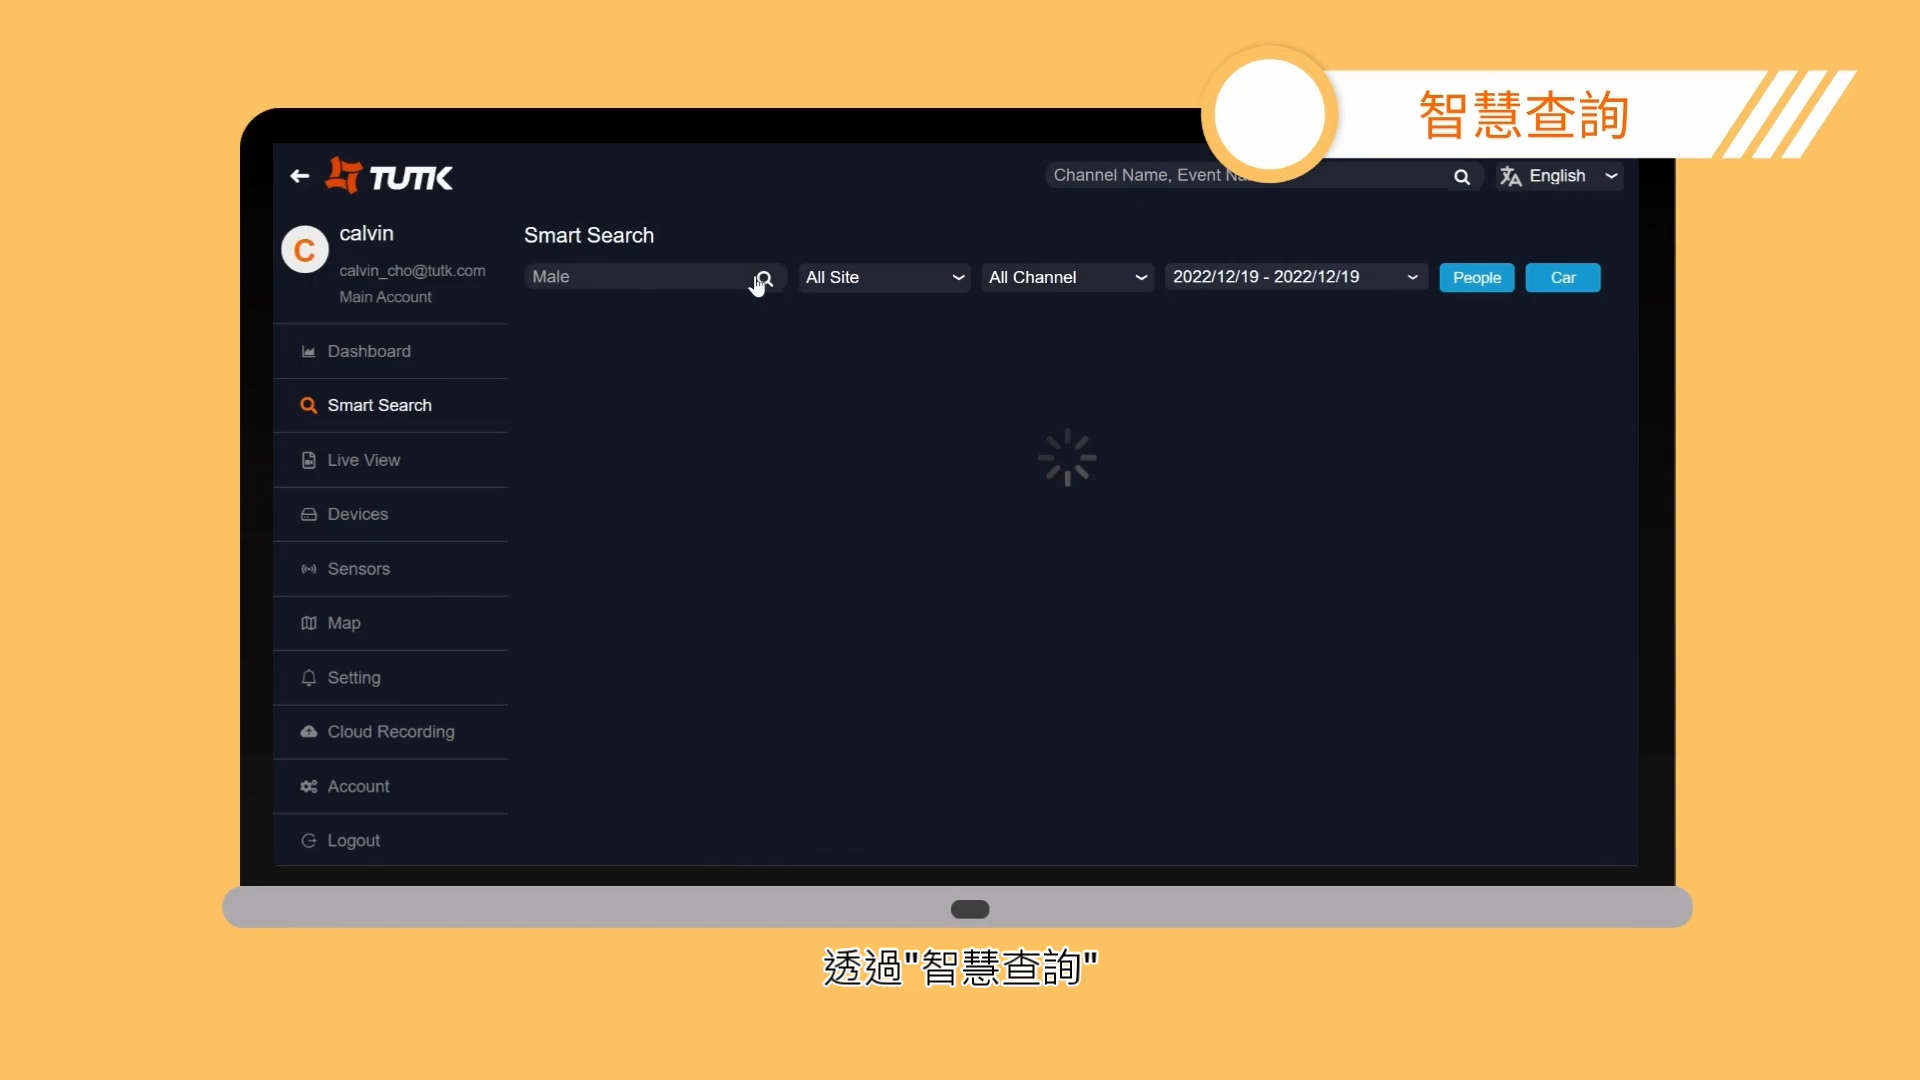 智慧查詢
TUTK
Channel Name, Event Na
English
calvin
calvin_cho@tutk.com
Main Account
C
Smart Search
Male
All Site
All Channel
2022/12/19 - 2022/12/19
People
Car
Dashboard
Smart Search
Live View
Devices
Sensors
Map
Setting
Cloud Recording
Account
Logout
透過"智慧查詢"